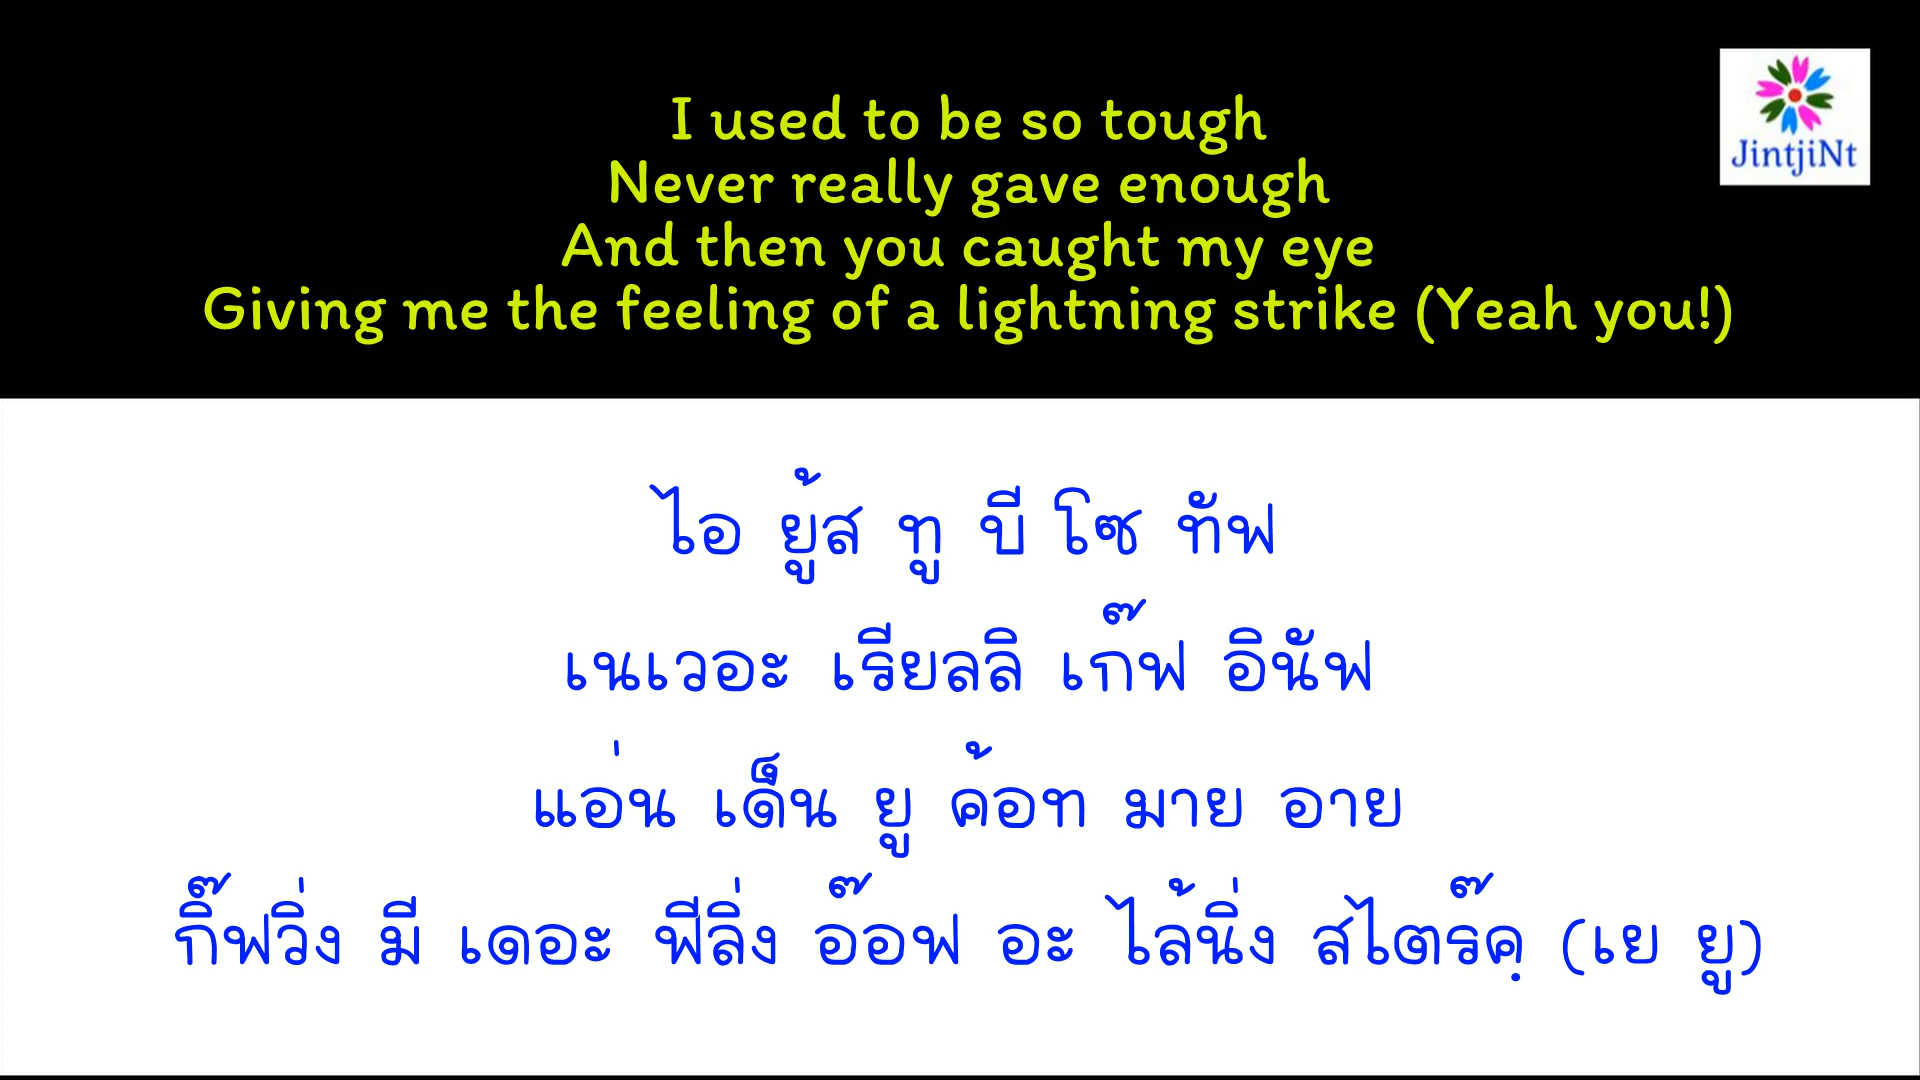 I used to be so tough
Never really gave enough
And then you caught my eye
Giving me the feeling of a lightning strike (Yeah you!)
JintjiNt
ไอ ยู้ส ทู บี โซ ทัฟ
เนเวอะ เรียลลิ เก๊ฟ อินัฟ
แอ่น เด็น ยู ค้อท มาย อาย
กิ๊ฟวิ่ง มี เดอะ ฟีลิ่ง อ๊อฟ อะ ไล้นิ่ง สไตร๊คฺ (เย ยู)